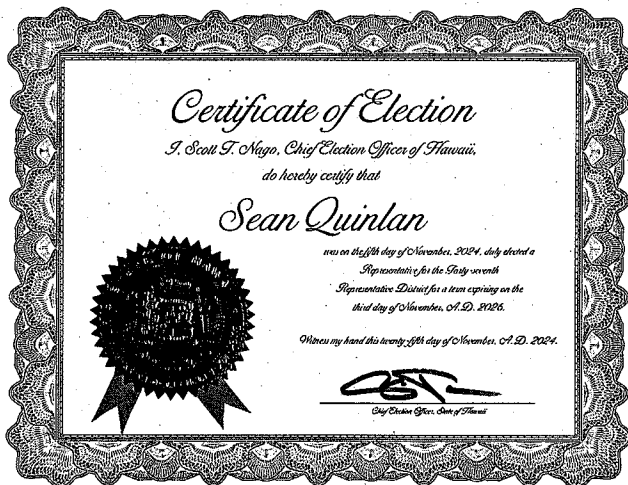 Certificate of Election
I, Scott T. Nago, Chief Election Officer of Hawaii,
do hereby certify that
Sean Quinlan
was on the fifth day of November, 2024, duly elected a
Representative for the Forty-seventh
Representative District for a term expiring on the
third day of November, A.D. 2026.
Witness my hand this twenty-fifth day of November, A.D. 2024.
Chief Election Officer, State of Hawaii